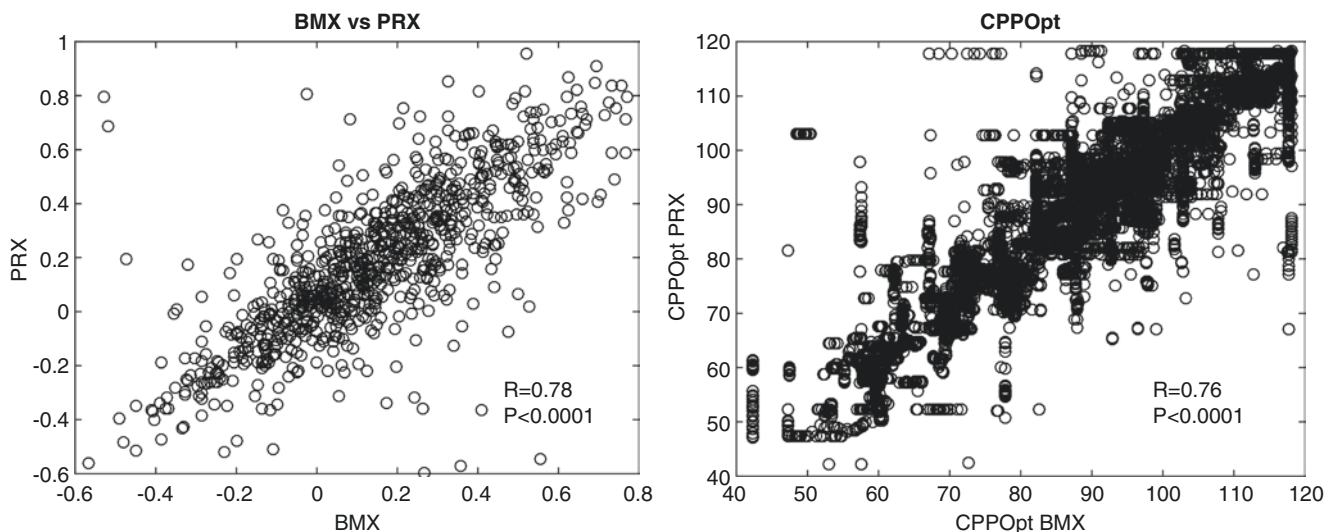 BMX vs PRX
1
0.8
0.6
0.4
0.2
0
-0.2
-0.4
-0.6
PRX
R=0.78
P<0.0001
-0.6 -0.4 -0.2 0 0.2 0.4 0.6 0.8
BMX
CPPOpt
120
110
100
90
80
70
60
50
40
CPPOpt PRX
R=0.76
P<0.0001
40 50 60 70 80 90 100 110 120
CPPOpt BMX